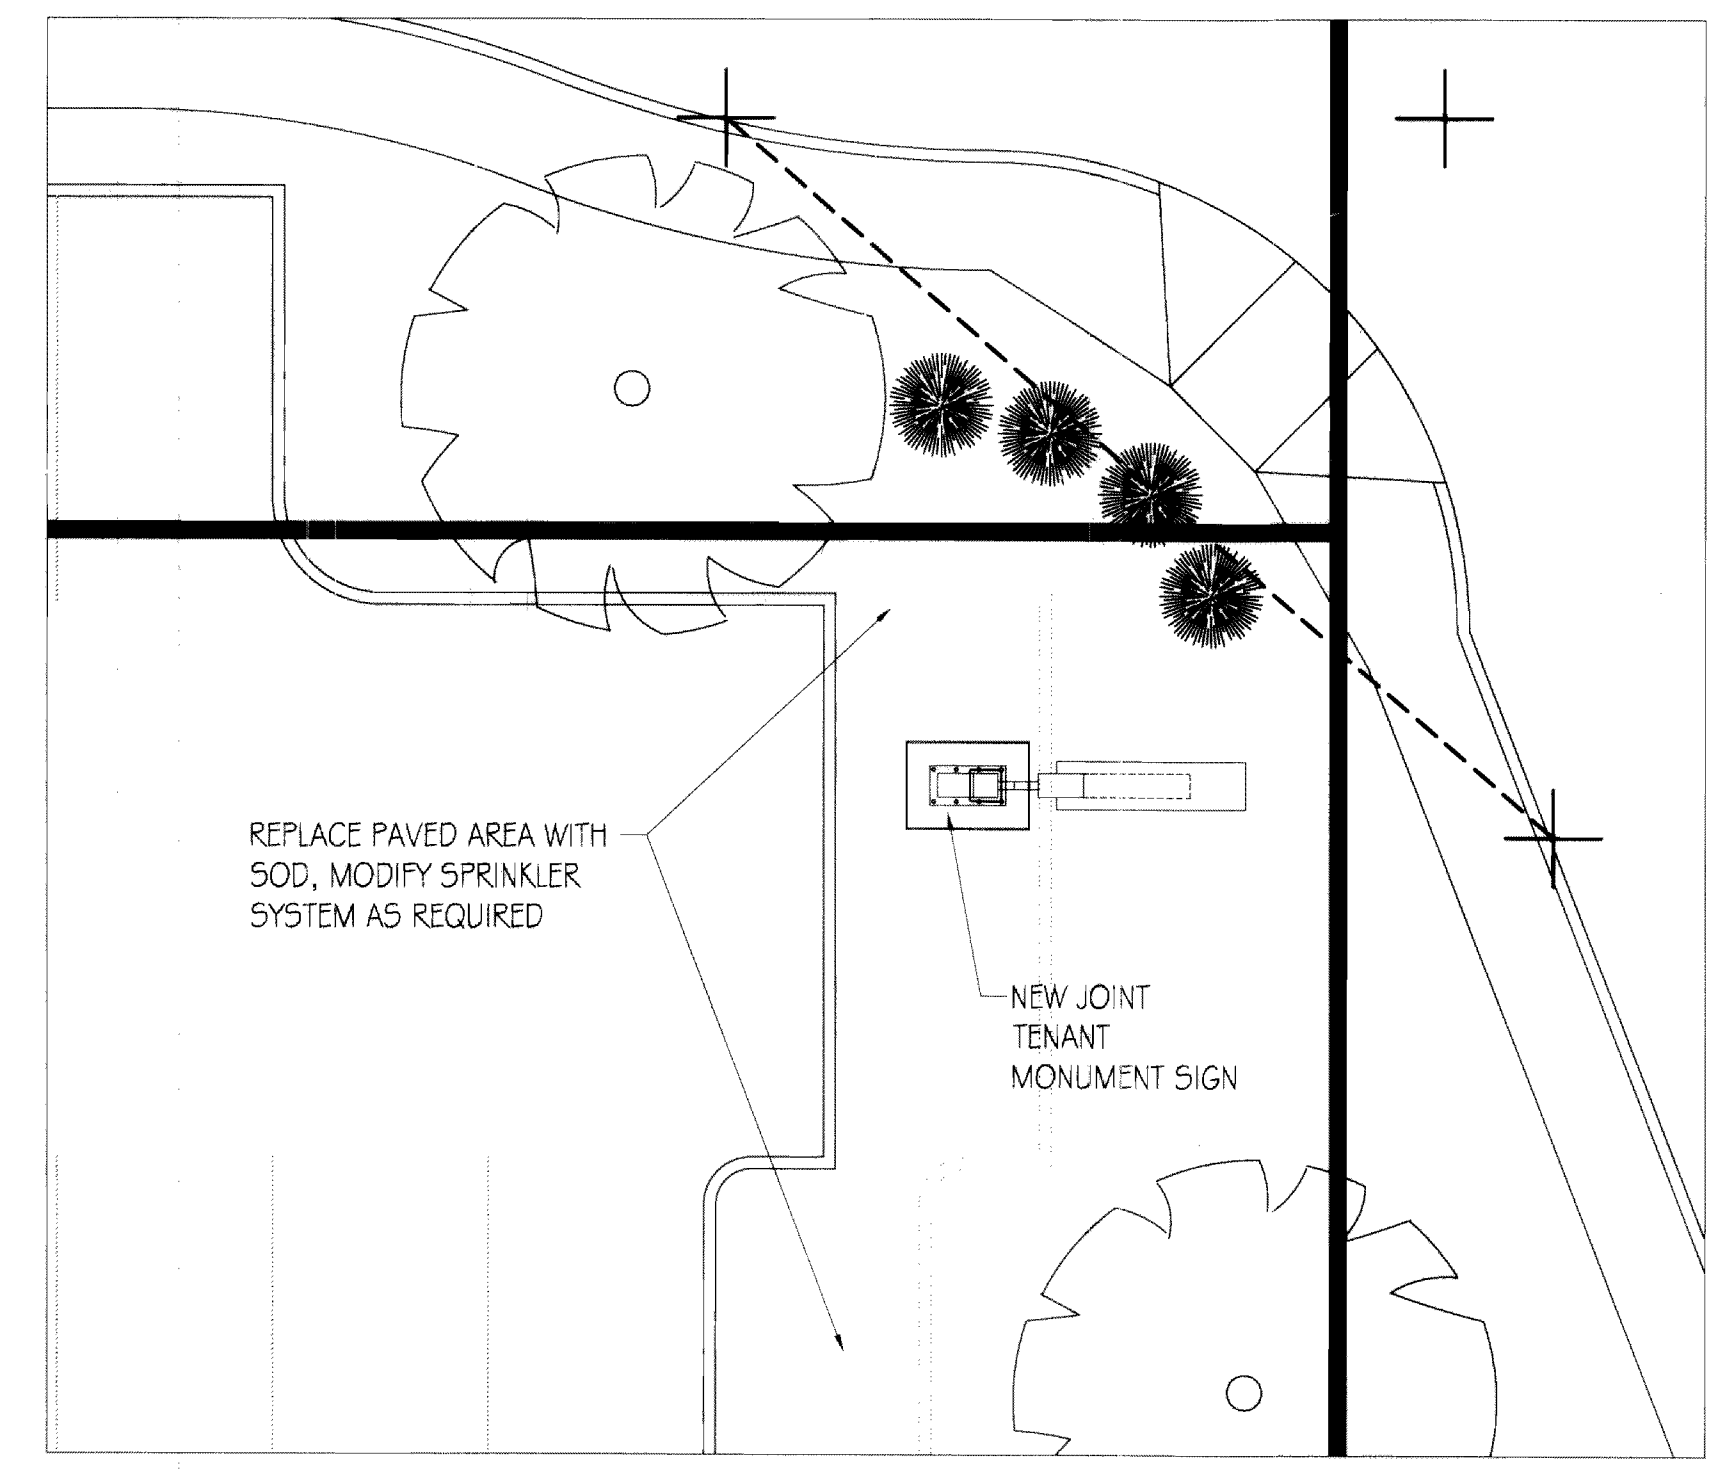 REPLACE PAVED AREA WITH
SOD, MODIFY SPRINKLER
SYSTEM AS REQUIRED
NEW JOINT
TENANT
MONUMENT SIGN